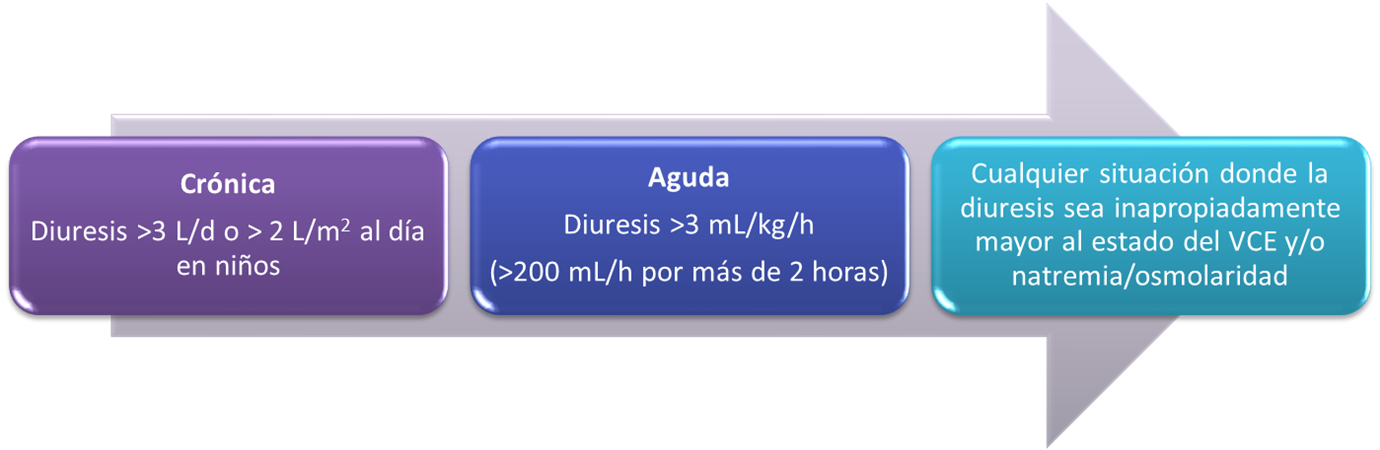 Crónica
Diuresis >3 L/d o > 2 L/m² al día
en niños
Aguda
Diuresis >3 mL/kg/h
(>200 mL/h por más de 2 horas)
Cualquier situación donde la
diuresis sea inapropiadamente
mayor al estado del VCE y/o
natremia/osmolaridad